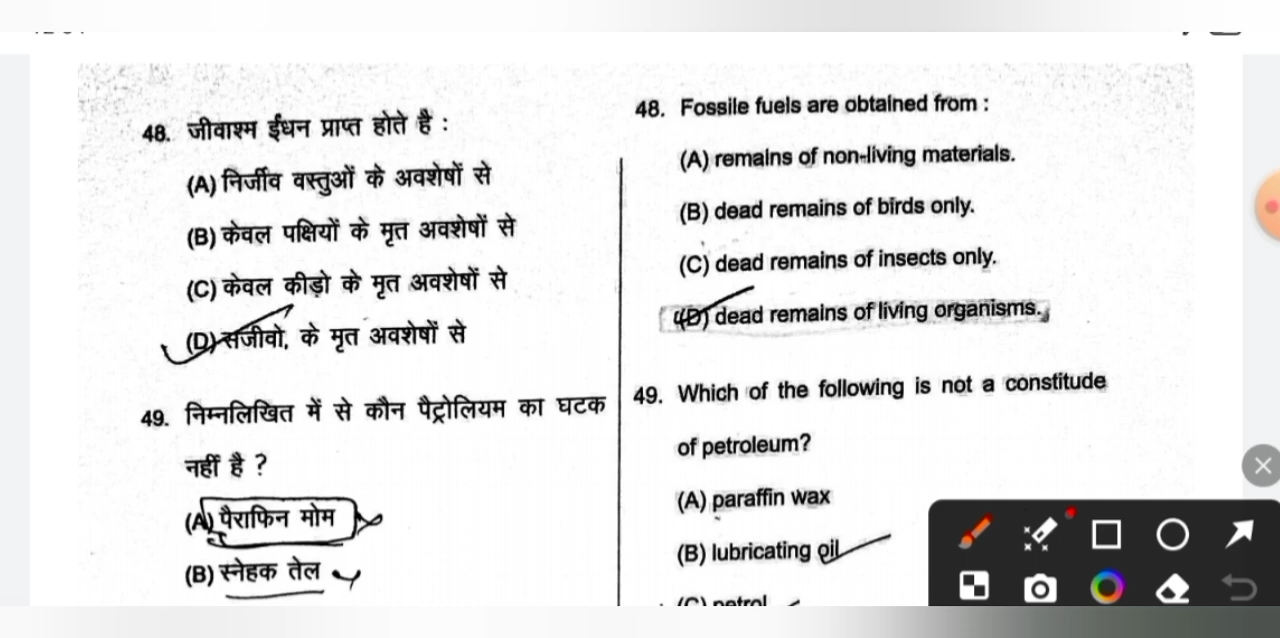 48. जीवाश्म ईंधन प्राप्त होते है :
(A) निर्जीव वस्तुओं के अवशेषों से
(B) केवल पक्षियों के मृत अवशेषों से
(C) केवल कीड़ो के मृत अवशेषों से
(D) सजीवो, के मृत अवशेषों से
49. निम्नलिखित में से कौन पैट्रोलियम का घटक
नहीं है ?
(A) पैराफिन मोम
(B) स्नेहक तेल
48. Fossile fuels are obtained from :
(A) remains of non-living materials.
(B) dead remains of birds only.
(C) dead remains of insects only.
(D) dead remains of living organisms.
49. Which of the following is not a constitude
of petroleum?
(A) paraffin wax
(B) lubricating oil
(C) petrol